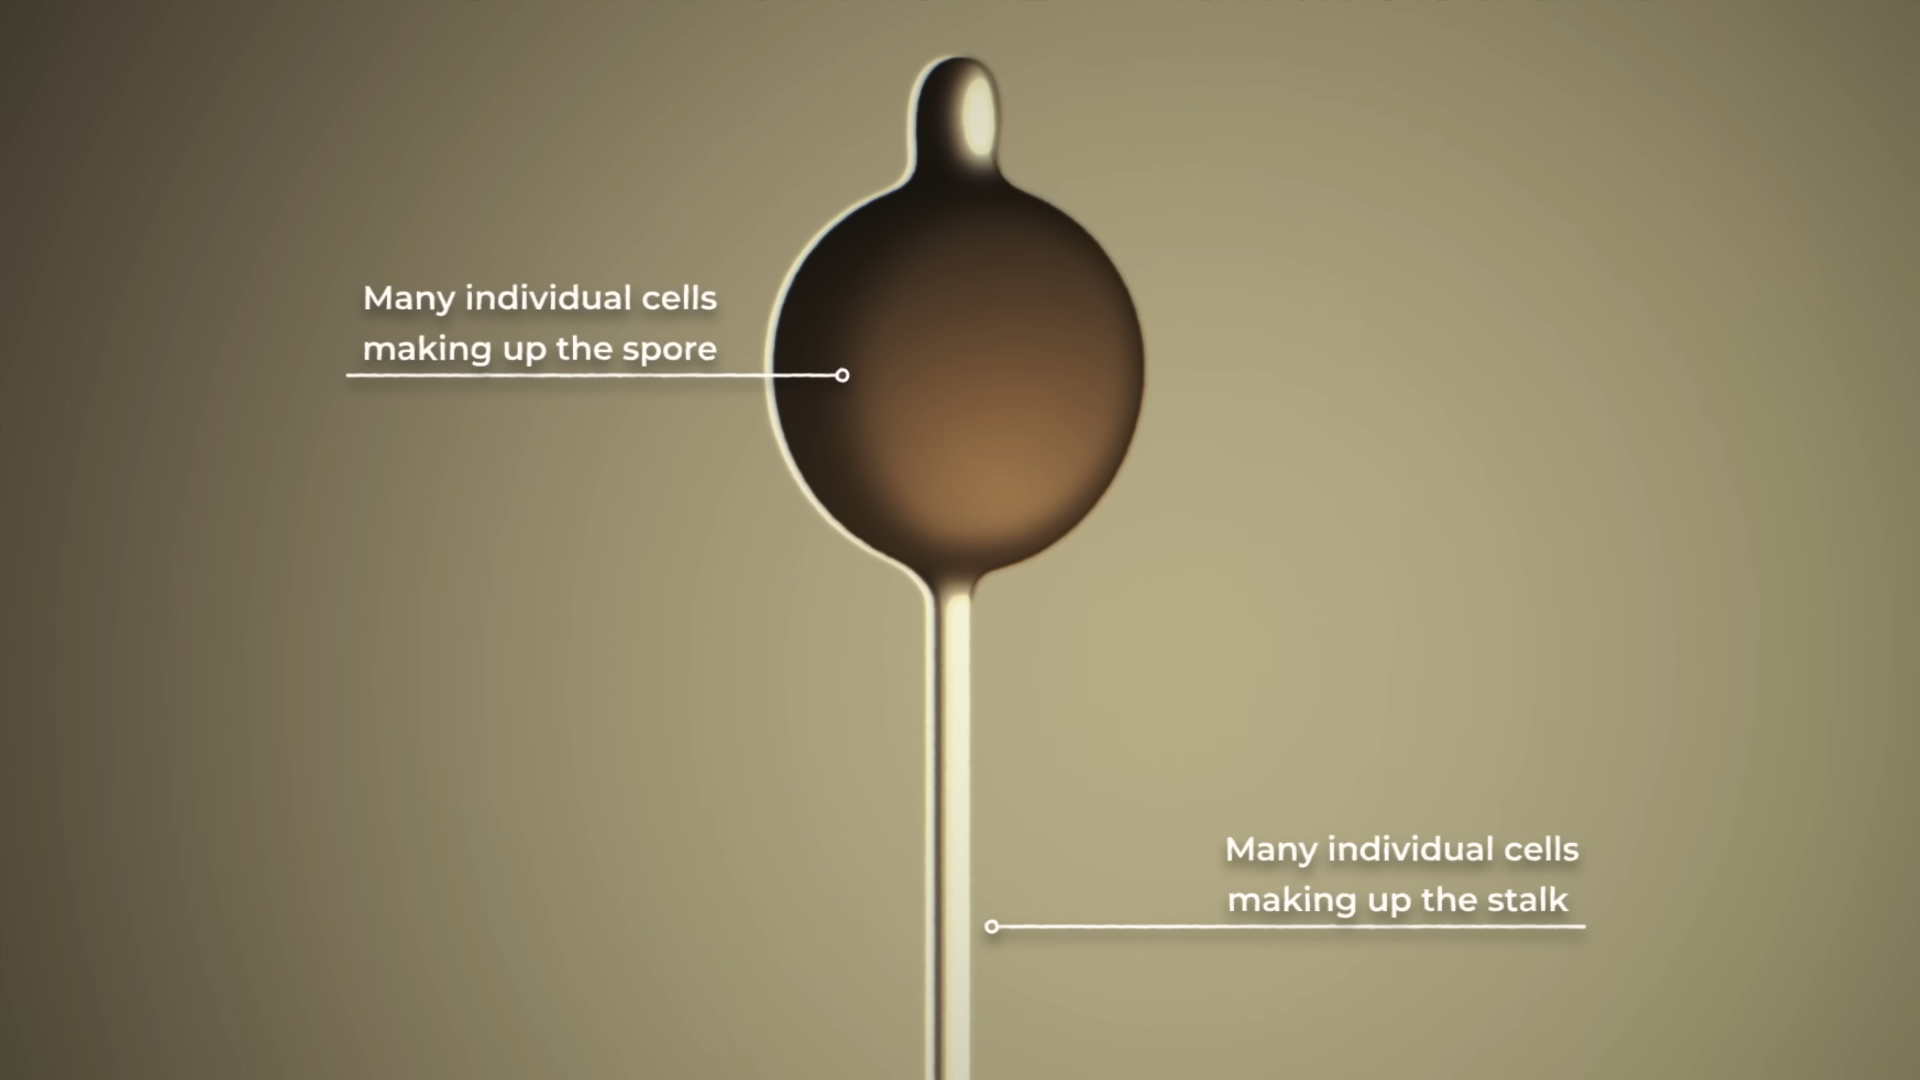 Many individual cells
making up the spore
Many individual cells
making up the stalk